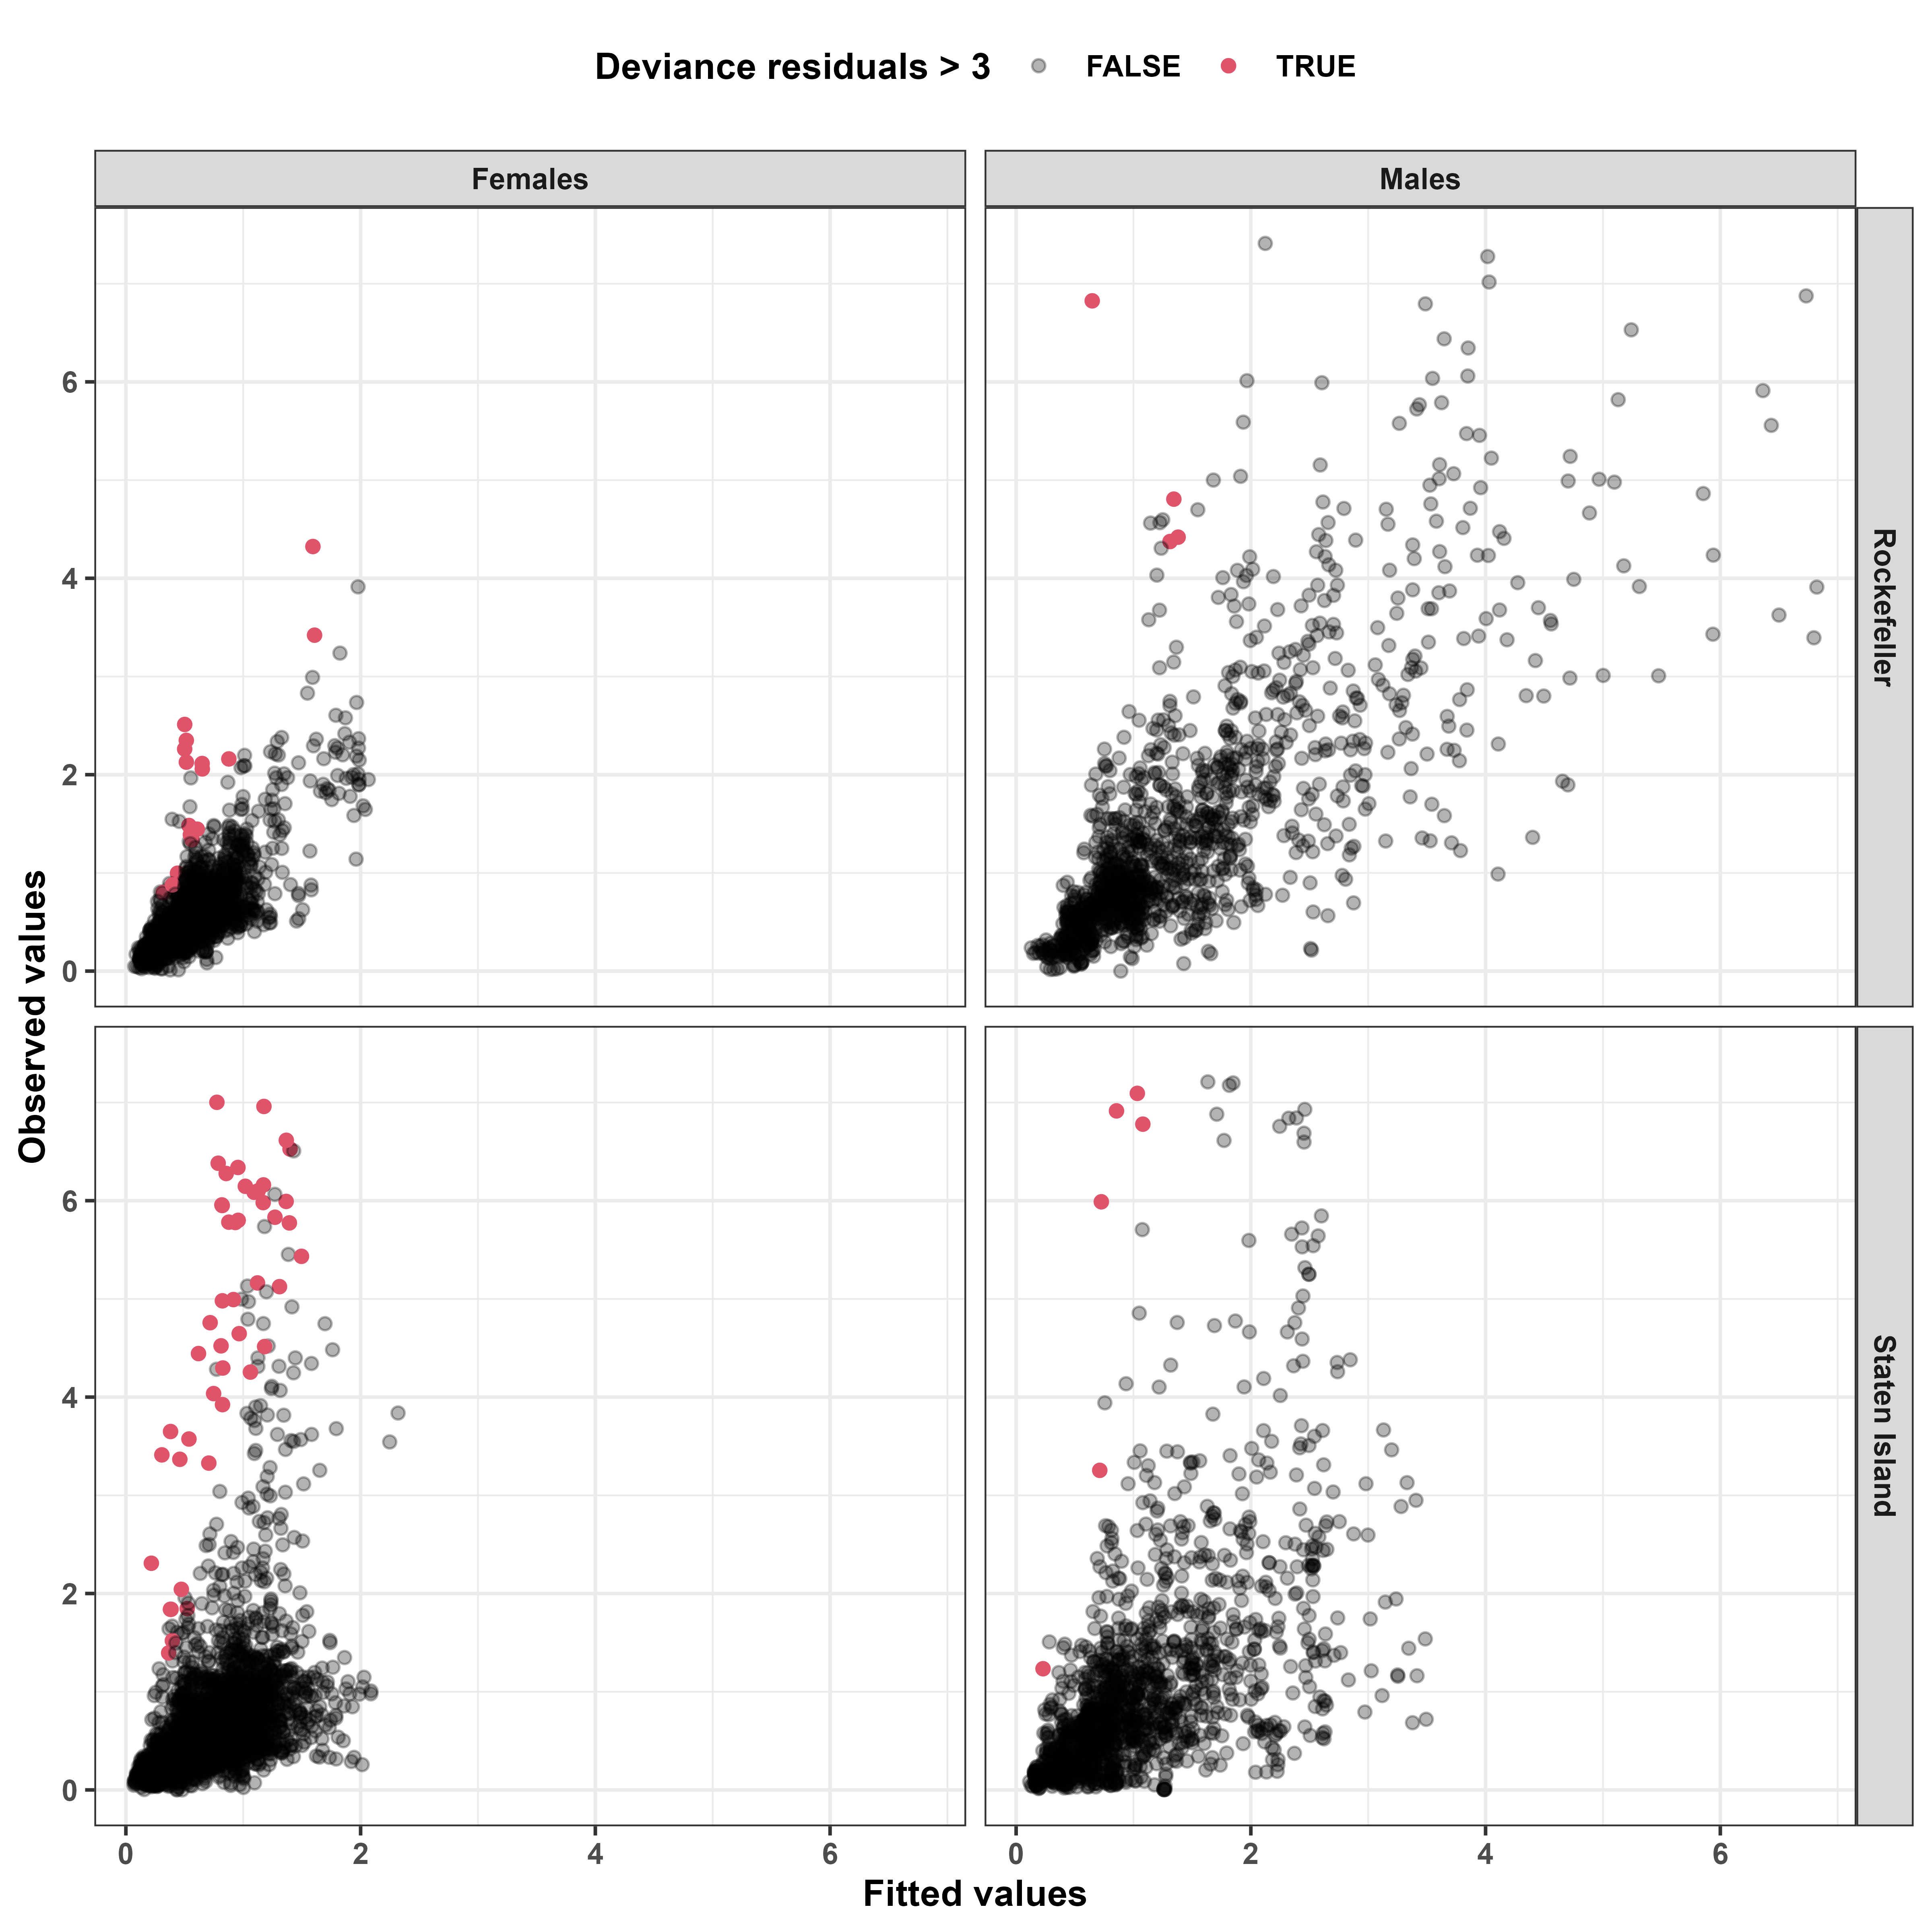 Deviance residuals > 3 FALSE TRUE
Females Males
Rockefeller
Staten Island
Observed values
6
4
2
0
6
4
2
0
0 2 4 6 0 2 4 6
Fitted values